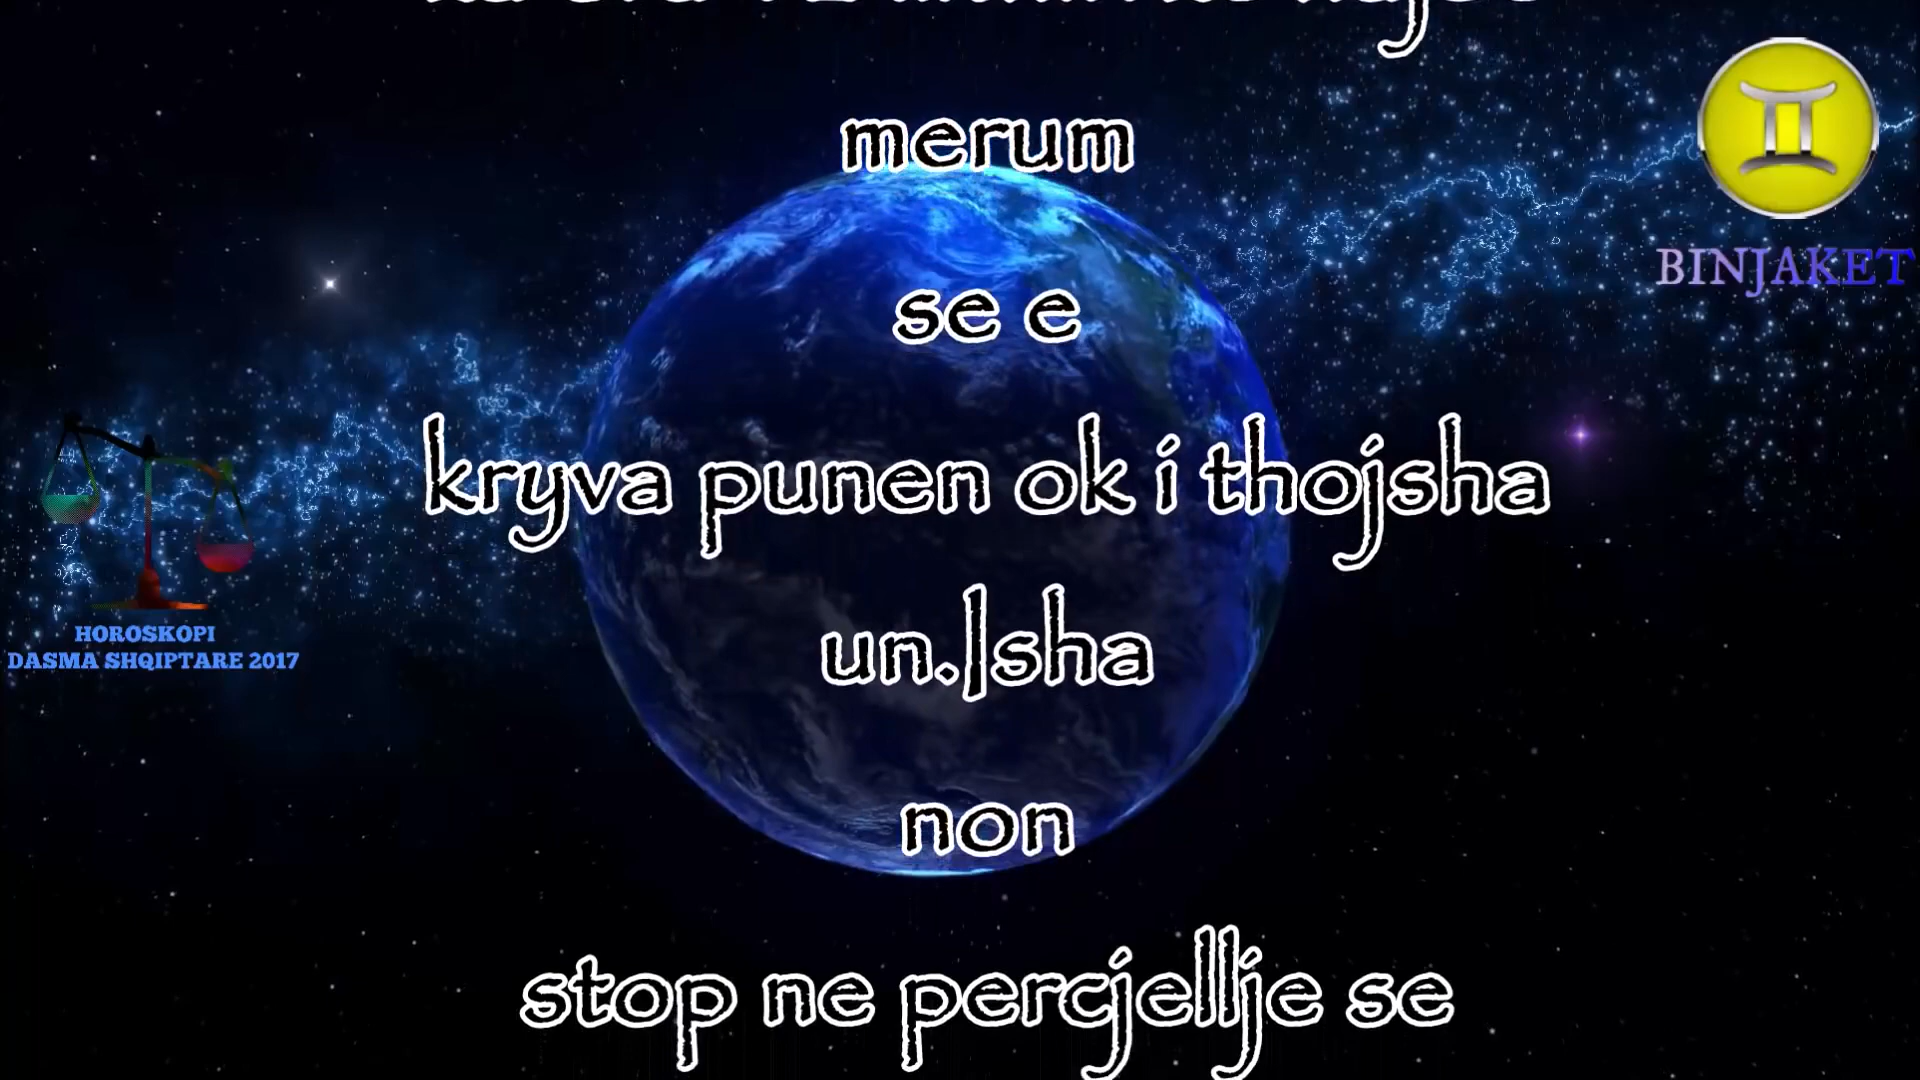 merum
BINJAKET
se e
kryva punen ok i thojsha
un.|sha
HOROSKOPI
DASMA SHQIPTARE 2017
non
stop ne percjellje se